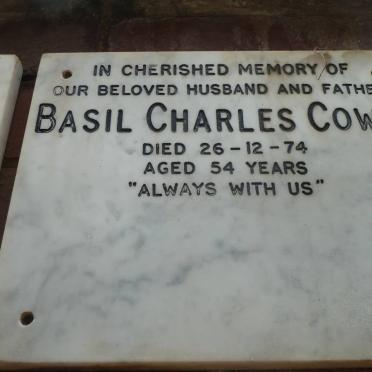 IN CHERISHED MEMORY OF
OUR BELOVED HUSBAND AND FATHE
BASIL CHARLES COW
DIED 26-12-74
AGED 54 YEARS
"ALWAYS WITH US"